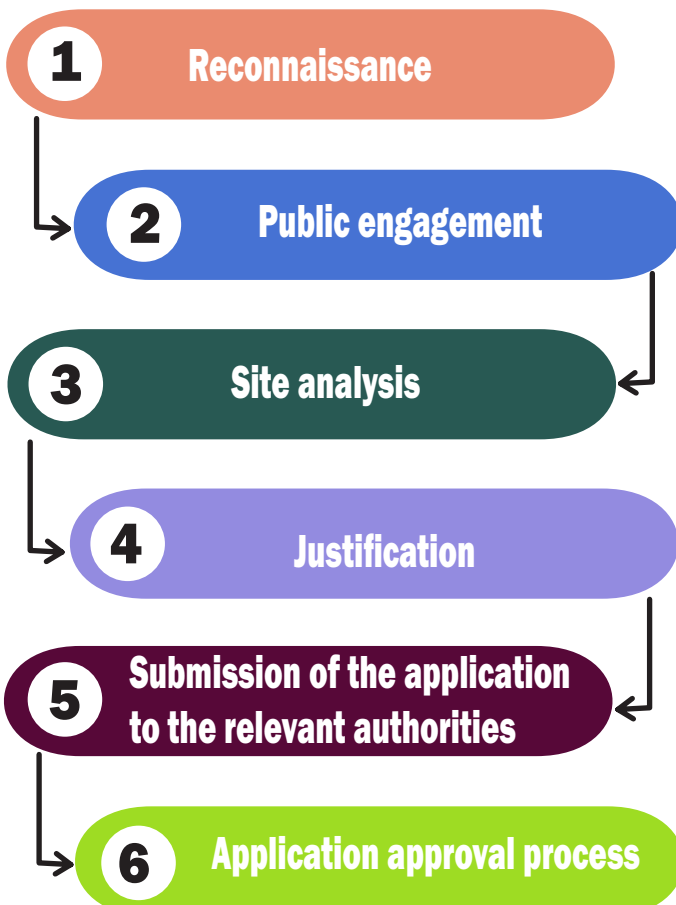 1
Reconnaissance
2
Public engagement
3
Site analysis
4
Justification
5
Submission of the application
to the relevant authorities
6
Application approval process